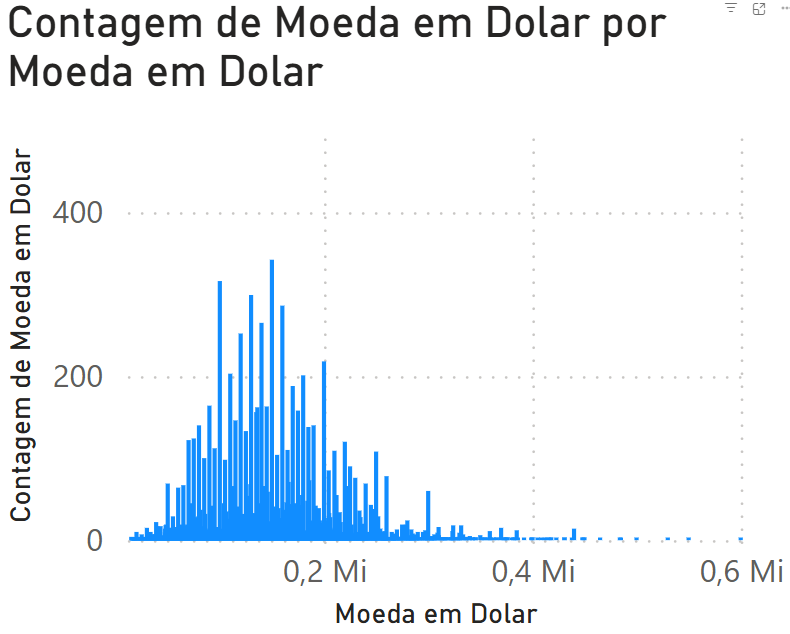 Contagem de Moeda em Dolar por
Moeda em Dolar
Contagem de Moeda em Dolar
400
200
0
0,2 Mi
0,4 Mi
0,6 Mi
Moeda em Dolar